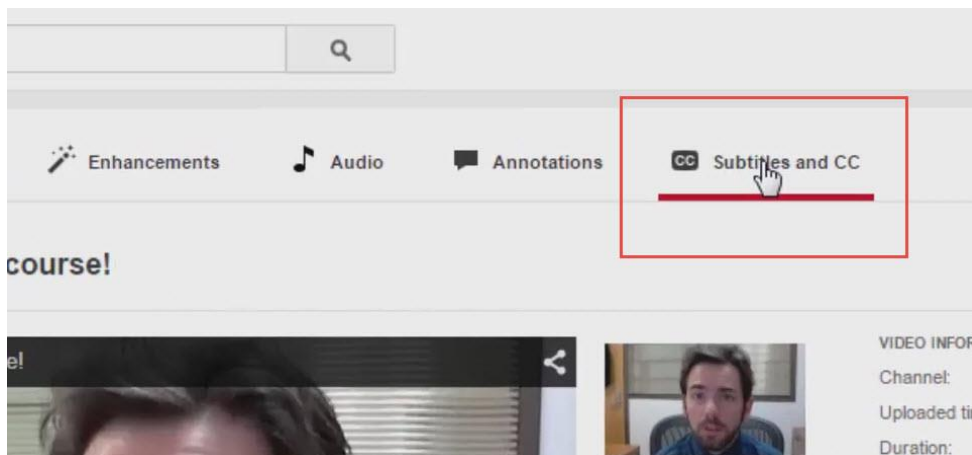 Enhancements Audio Annotations CC Subtitles and CC
course!
e!
VIDEO INFOR
Channel:
Uploaded ti
Duration: